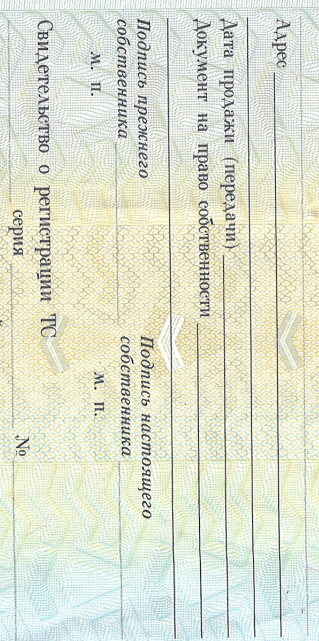 Адрес
Дата продажи (передачи)
Документ на право собственности
Подпись прежнего
собственника
Подпись настоящего
собственника
м. п.
м. п.
Свидетельство о регистрации ТС
серия
№